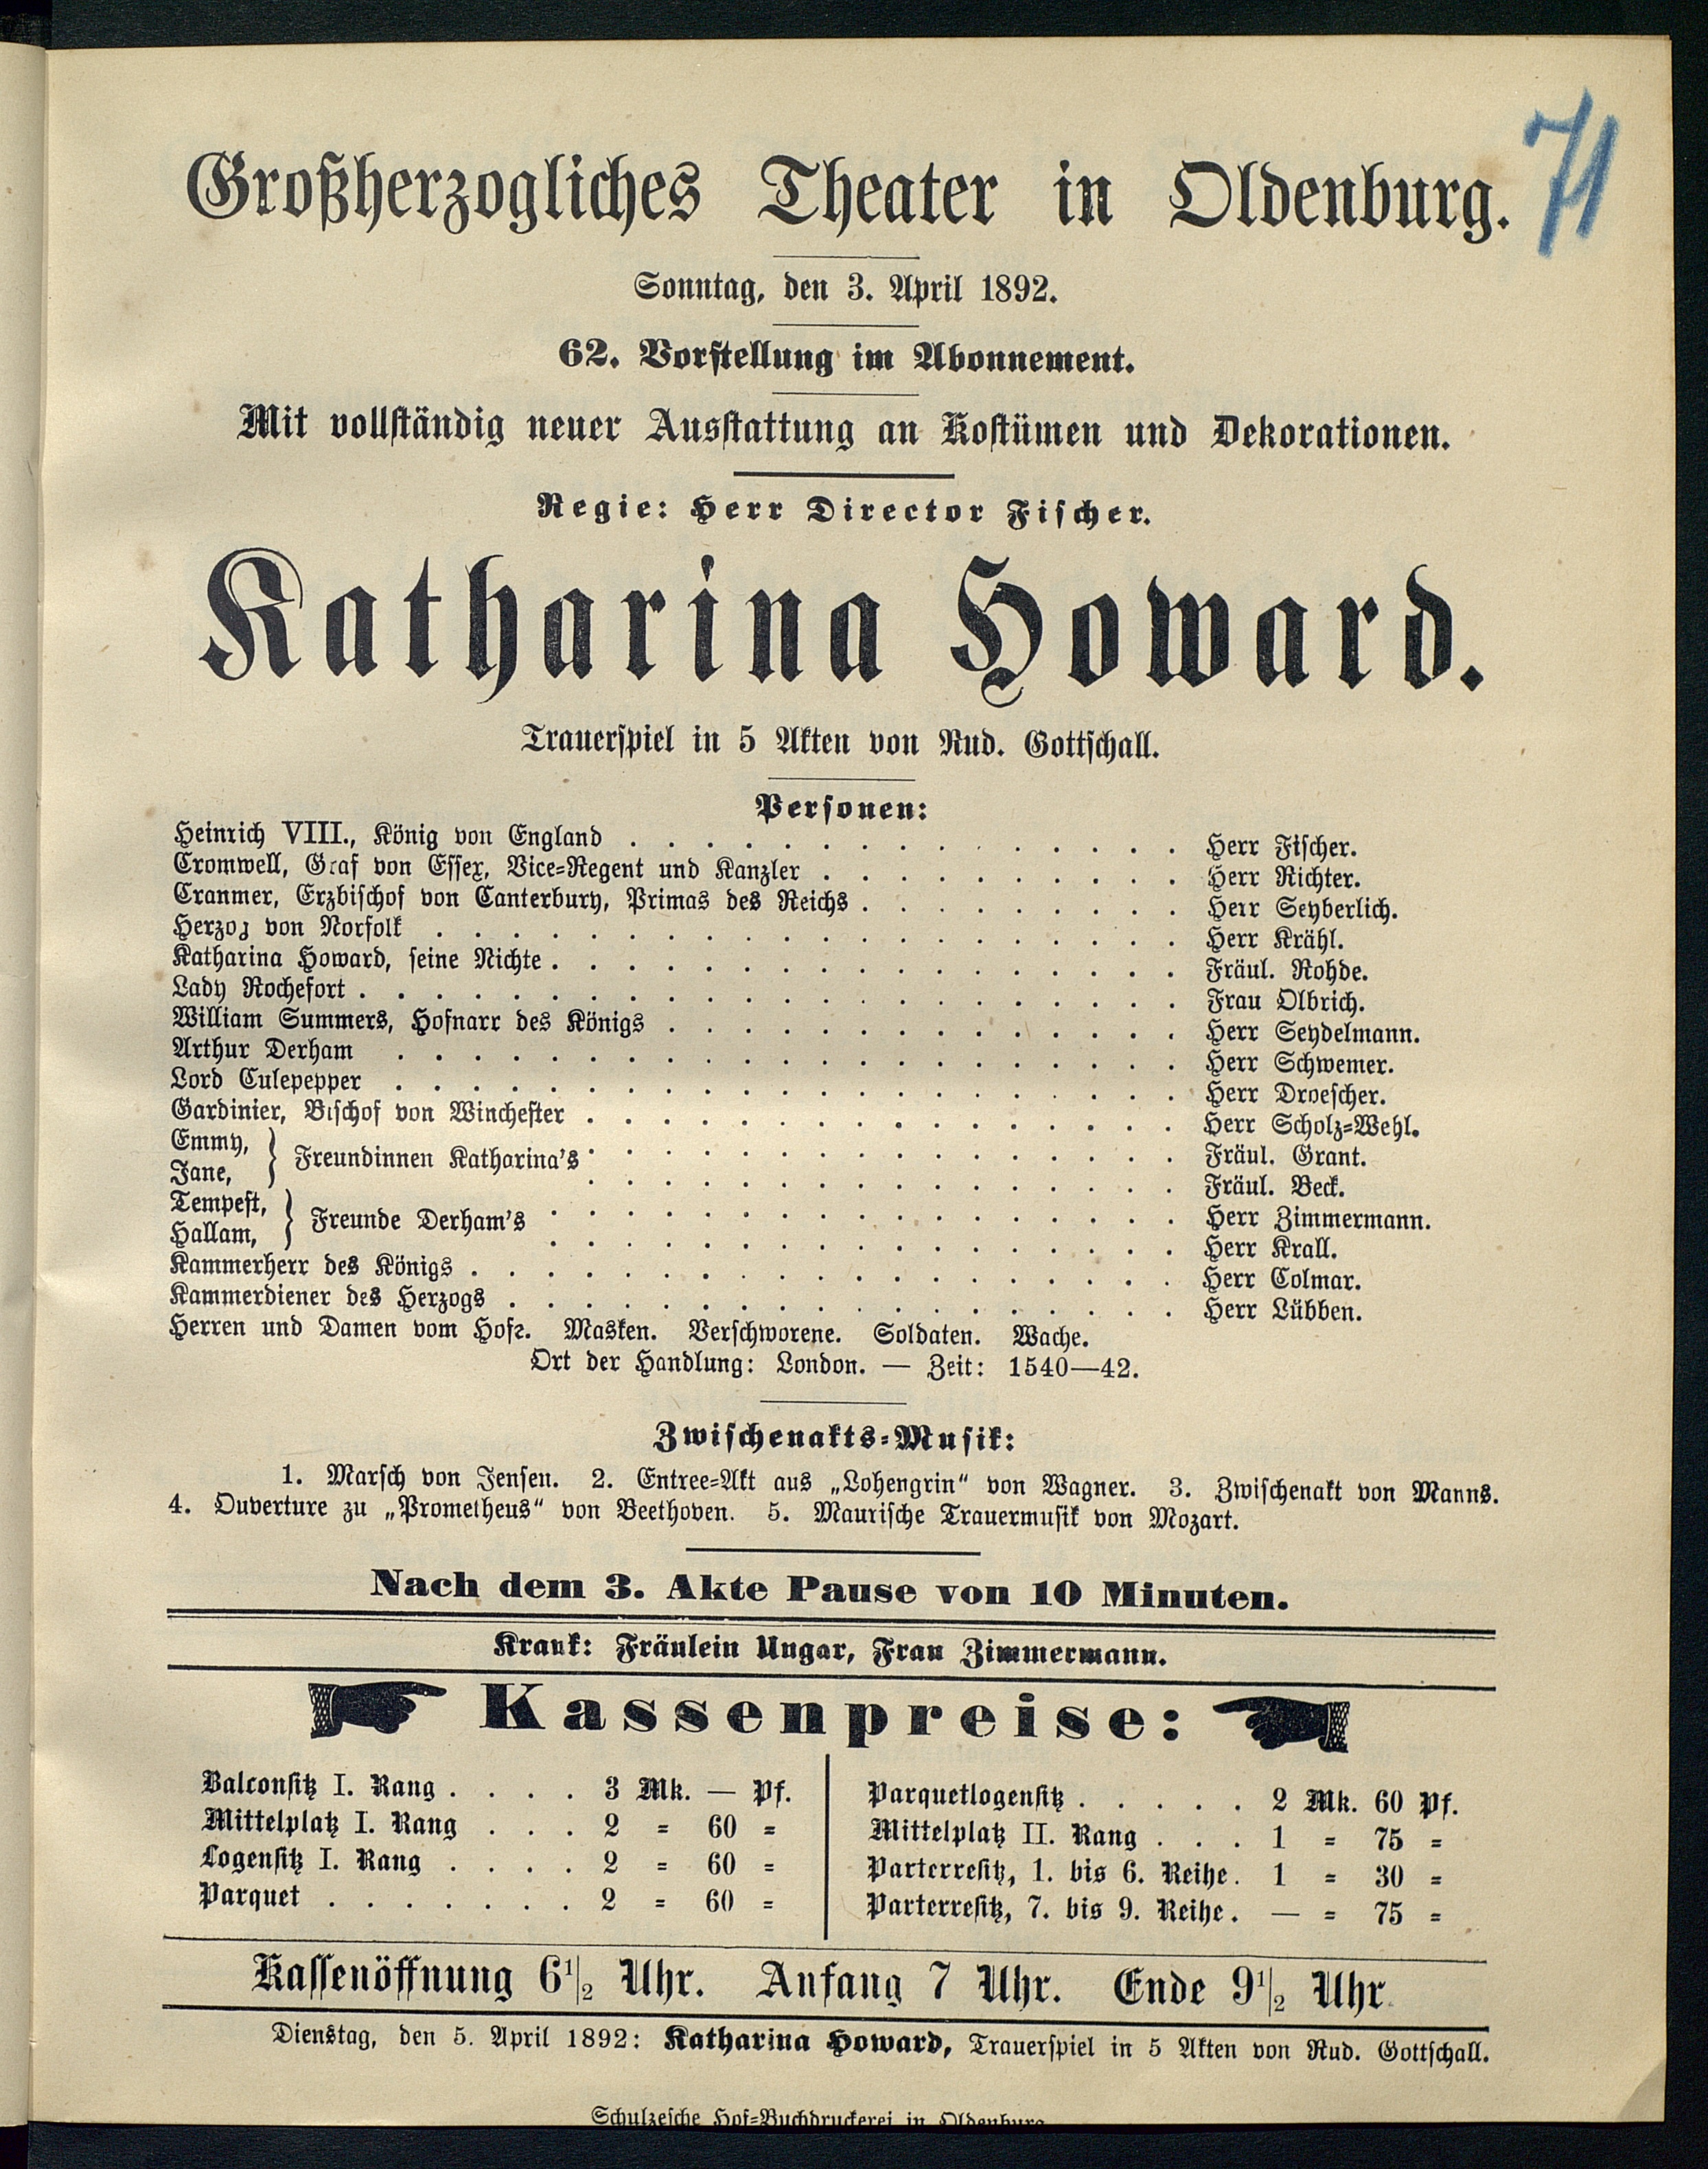 71
Großherzogliches Theater in Oldenburg.
Sonntag, den 3. April 1892.
62. Vorstellung im Abonnement.
Mit vollständig neuer Ausstattung an Kostümen und Dekorationen.
Regie: Herr Director Fischer.
Katharina Howard.
Trauerspiel in 5 Akten von Rud. Gottschall.
Personen:
Heinrich VIII., König von England . . . . . . . . . . . . . . . Herr Fischer.
Cromwell, Graf von Essex, Vice-Regent und Kanzler . . . . . . . . . . Herr Richter.
Cranmer, Erzbischof von Canterbury, Primas des Reichs . . . . . . . . . Herr Seyberlich.
Herzog von Norfolk . . . . . . . . . . . . . . . . . . . . Herr Krähl.
Katharina Howard, seine Nichte . . . . . . . . . . . . . . . . . Fräul. Rohde.
Lady Rochefort . . . . . . . . . . . . . . . . . . . . . . Frau Olbrich.
William Summers, Hofnarr des Königs . . . . . . . . . . . . . . Herr Seydelmann.
Arthur Derham . . . . . . . . . . . . . . . . . . . . . Herr Schwemer.
Lord Culepepper . . . . . . . . . . . . . . . . . . . . . Herr Droescher.
Gardinier, Bischof von Winchester . . . . . . . . . . . . . . . . Herr Scholz-Wehl.
Emmy, } Freundinnen Katharina's . . . . . . . . . . . . . . . . Fräul. Grant.
Jane, . . . . . . . . . . . . . . . . Fräul. Beck.
Tempest, } Freunde Derham's . . . . . . . . . . . . . . . . . Herr Zimmermann.
Hallam, . . . . . . . . . . . . . . . . . Herr Krall.
Kammerherr des Königs . . . . . . . . . . . . . . . . . . . Herr Colmar.
Kammerdiener des Herzogs . . . . . . . . . . . . . . . . . . Herr Lübben.
Herren und Damen vom Hofe. Masken. Verschworene. Soldaten. Wache.
Ort der Handlung: London. — Zeit: 1540—42.
Zwischenakts-Musik:
1. Marsch von Jensen. 2. Entree-Akt aus „Lohengrin“ von Wagner. 3. Zwischenakt von Manns.
4. Ouverture zu „Prometheus“ von Beethoven. 5. Maurische Trauermusik von Mozart.
Nach dem 3. Akte Pause von 10 Minuten.
Krank: Fräulein Ungar, Frau Zimmermann.
Kassenpreise:
Balconsitz I. Rang . . . . 3 Mk. — Pf.
Mittelplatz I. Rang . . . 2 = 60 =
Logensitz I. Rang . . . . 2 = 60 =
Parquet . . . . . . . 2 = 60 =
Parquetlogensitz . . . . . 2 Mk. 60 Pf.
Mittelplatz II. Rang . . . 1 = 75 =
Parterresitz, 1. bis 6. Reihe. 1 = 30 =
Parterresitz, 7. bis 9. Reihe. — = 75 =
Kassenöffnung 6 1/2 Uhr. Anfang 7 Uhr. Ende 9 1/2 Uhr.
Dienstag, den 5. April 1892: Katharina Howard, Trauerspiel in 5 Akten von Rud. Gottschall.
Schulzesche Hof-Buchdruckerei in Oldenburg